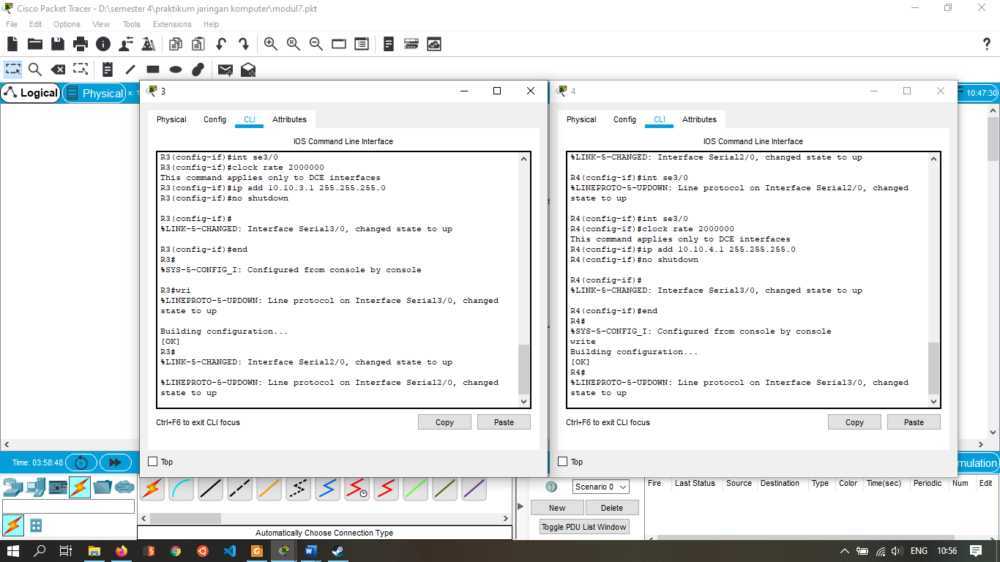 Cisco Packet Tracer - D:\semester 4\praktikum jaringan komputer\modul7.pkt
File Edit Options View Tools Extensions Help
Logical
Physical
x: 1
10:47:30
3
Physical Config CLI Attributes
IOS Command Line Interface
R3(config-if)#int se3/0
R3(config-if)#clock rate 2000000
This command applies only to DCE interfaces
R3(config-if)#ip add 10.10.3.1 255.255.255.0
R3(config-if)#no shutdown
R3(config-if)#
%LINK-5-CHANGED: Interface Serial3/0, changed state to up
R3(config-if)#end
R3#
%SYS-5-CONFIG_I: Configured from console by console
R3#wri
%LINEPROTO-5-UPDOWN: Line protocol on Interface Serial3/0, changed
state to up
Building configuration...
[OK]
R3#
%LINK-5-CHANGED: Interface Serial2/0, changed state to up
%LINEPROTO-5-UPDOWN: Line protocol on Interface Serial2/0, changed
state to up
Ctrl+F6 to exit CLI focus
Copy
Paste
Top
4
Physical Config CLI Attributes
IOS Command Line Interface
%LINK-5-CHANGED: Interface Serial2/0, changed state to up
R4(config-if)#int se3/0
%LINEPROTO-5-UPDOWN: Line protocol on Interface Serial2/0, changed
state to up
R4(config-if)#int se3/0
R4(config-if)#clock rate 2000000
This command applies only to DCE interfaces
R4(config-if)#ip add 10.10.4.1 255.255.255.0
R4(config-if)#no shutdown
R4(config-if)#
%LINK-5-CHANGED: Interface Serial3/0, changed state to up
R4(config-if)#end
R4#
%SYS-5-CONFIG_I: Configured from console by console
write
Building configuration...
[OK]
R4#
%LINEPROTO-5-UPDOWN: Line protocol on Interface Serial3/0, changed
state to up
Ctrl+F6 to exit CLI focus
Copy
Paste
Top
Time: 03:58:48
mulation
Scenario 0
New
Delete
Toggle PDU List Window
Fire Last Status Source Destination Type Color Time(sec) Periodic Num Edit
Automatically Choose Connection Type
ENG
10:56